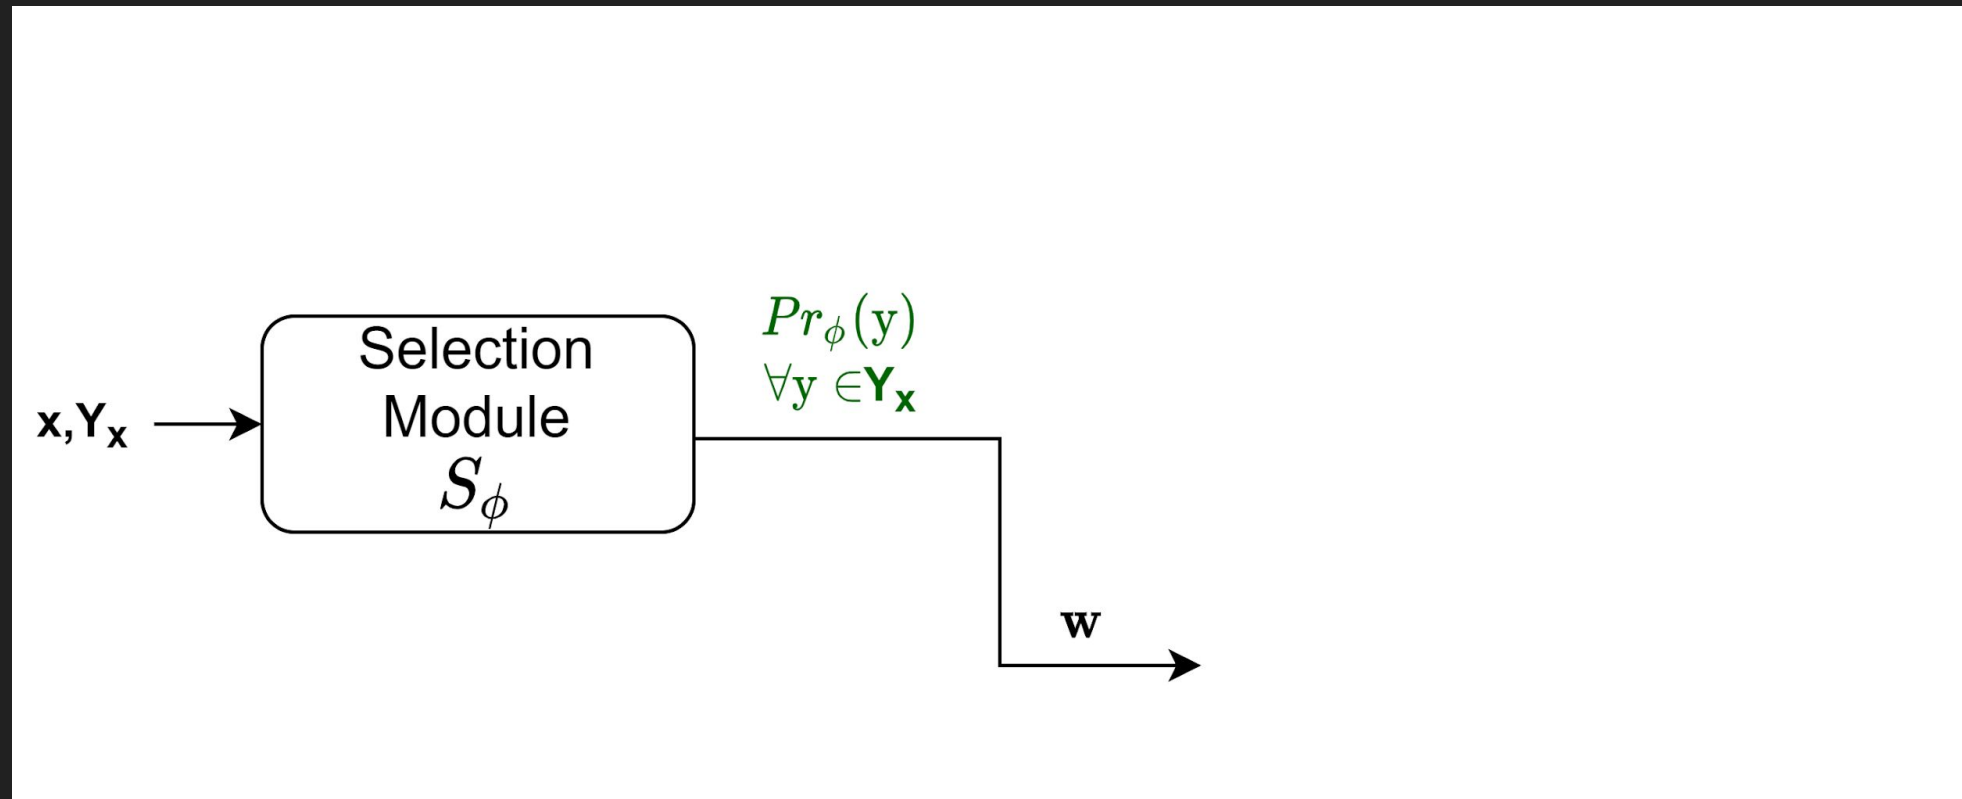 x,Yx
Selection
Module
Sϕ
Prϕ(y)
∀y ∈Yx
w